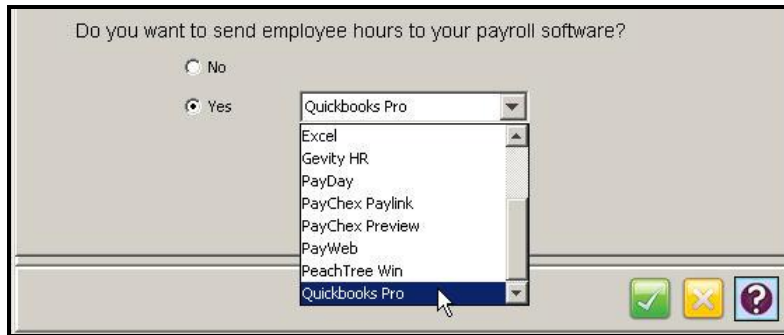 Do you want to send employee hours to your payroll software?
No
Yes
Quickbooks Pro
Excel
Gevity HR
PayDay
PayChex Paylink
PayChex Preview
PayWeb
PeachTree Win
Quickbooks Pro
?